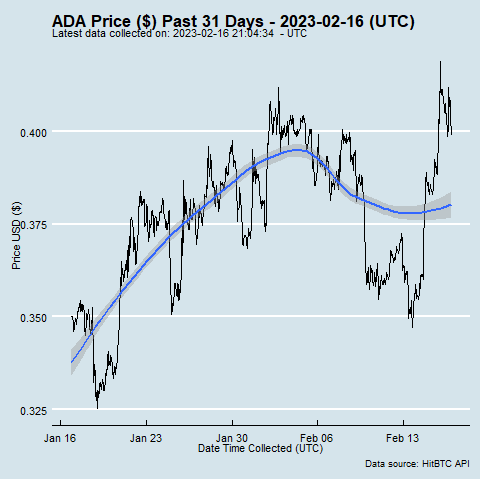 ADA Price ($) Past 31 Days - 2023-02-16 (UTC)
Latest data collected on: 2023-02-16 21:04:34 - UTC
0.400
0.375
0.350
0.325
Price USD ($)
Jan 16 Jan 23 Jan 30 Feb 06 Feb 13
Date Time Collected (UTC)
Data source: HitBTC API